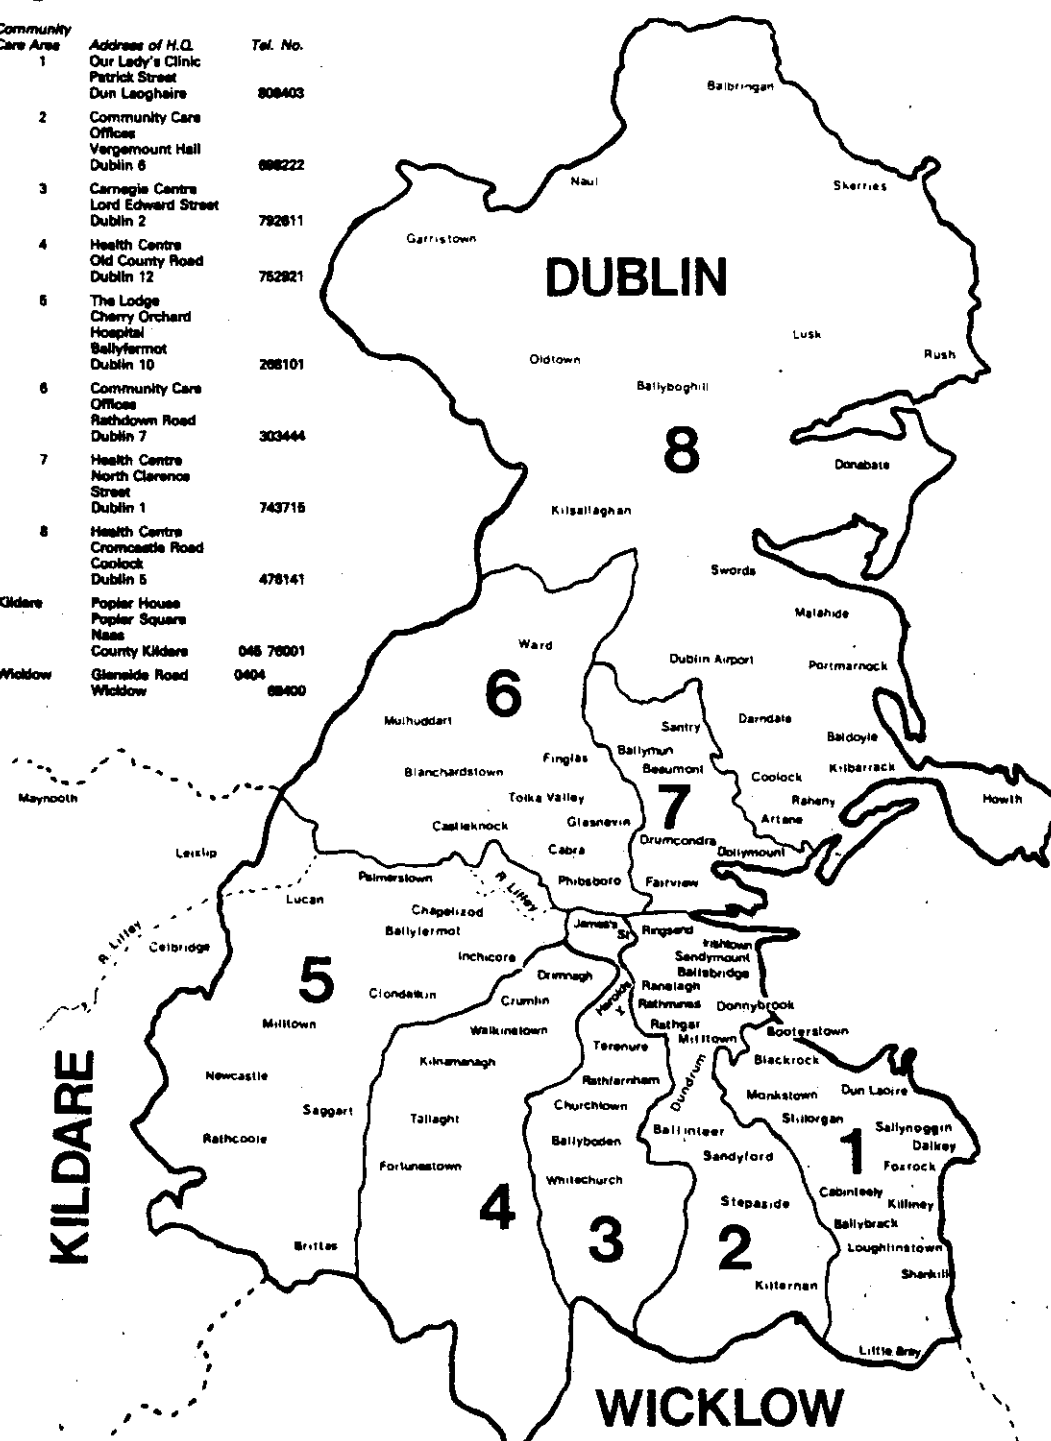 Community
Care Area Address of H.Q. Tel. No.
1 Our Lady's Clinic
Patrick Street
Dun Laoghaire 808403
2 Community Care
Offices
Vergemount Hall
Dublin 6 698222
3 Carnegie Centre
Lord Edward Street
Dublin 2 792611
4 Health Centre
Old County Road
Dublin 12 752921
5 The Lodge
Cherry Orchard
Hospital
Ballyfermot
Dublin 10 268101
6 Community Care
Offices
Rathdown Road
Dublin 7 303444
7 Health Centre
North Clarence
Street
Dublin 1 743715
8 Health Centre
Cromcastle Road
Coolock
Dublin 5 476141
Kildare Popler House
Popler Square
Naas
County Kildare 045 76001
Wicklow Glenside Road 0404
Wicklow 68400
Balbringan
Naul
Skerries
Garristown
DUBLIN
Lusk
Oldtown
Rush
Ballyboghill
8
Donabate
Kilsallaghan
Swords
Malahide
Ward
Dublin Airport
Portmarnock
6
Mulhuddart
Santry
Darndale
Baldoyle
Ballymun
Finglas
Beaumont
Kilbarrack
Blanchardstown
Coolock
Maynooth
Tolka Valley
7
Raheny
Howth
Artane
Castleknock
Glasnevin
Drumcondra
Dollymount
Leixlip
Cabra
Palmerstown
Phibsboro
Fairview
R. Liffey
Lucan
Chapelizod
Ballyfermot
James's
St
Ringsend
R. Liffey
Celbridge
Irishtown
Sandymount
Ballsbridge
Inchicore
Drimnagh
5
Clondalkin
Crumlin
Ranelagh
Rathmines
Donnybrook
Harolds
X
Milltown
Walkinstown
Rathgar
Milltown
Booterstown
Terenure
Kilnamanagh
Blackrock
KILDARE
Newcastle
Rathfarnham
Dundrum
Monkstown
Dun Laoire
Saggart
Tallaght
Churchtown
Stillorgan
Sallynoggin
Rathcoole
Ballyboden
Ballinteer
1
Dalkey
Fortunestown
Whitechurch
Sandyford
Foxrock
4
Stepaside
Cabinteely
Killiney
Ballybrack
Brittas
3
2
Loughlinstown
Shankill
Kilternan
Little Bray
WICKLOW